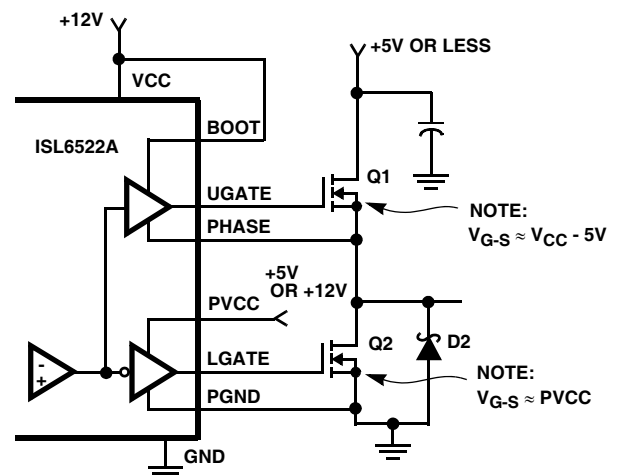 +12V
+5V OR LESS
VCC
BOOT
ISL6522A
Q1
UGATE
NOTE:
V_G-S ≈ V_CC - 5V
PHASE
+5V
OR +12V
PVCC
Q2
D2
LGATE
-
+
NOTE:
V_G-S ≈ PVCC
PGND
GND